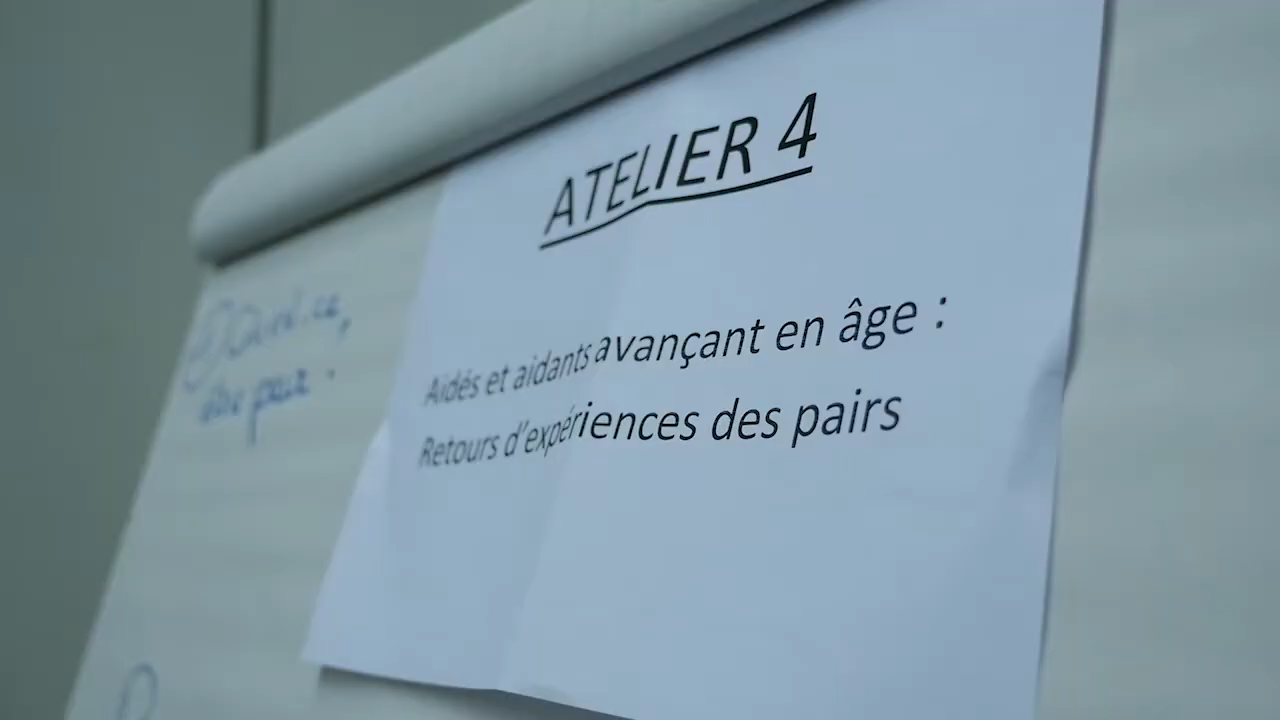 ATELIER 4
Aidés et aidants avançant en âge :
Retours d'expériences des pairs